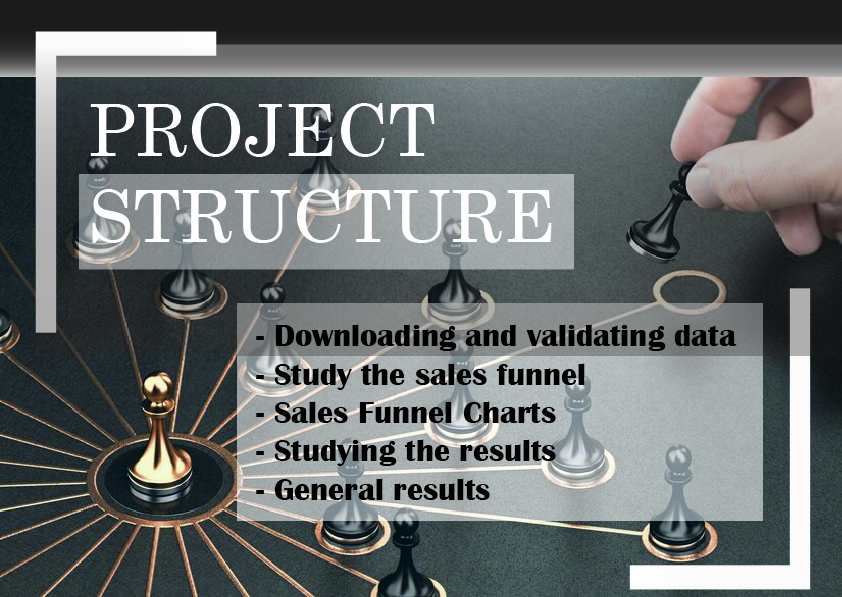 PROJECT
STRUCTURE
- Downloading and validating data
- Study the sales funnel
- Sales Funnel Charts
- Studying the results
- General results